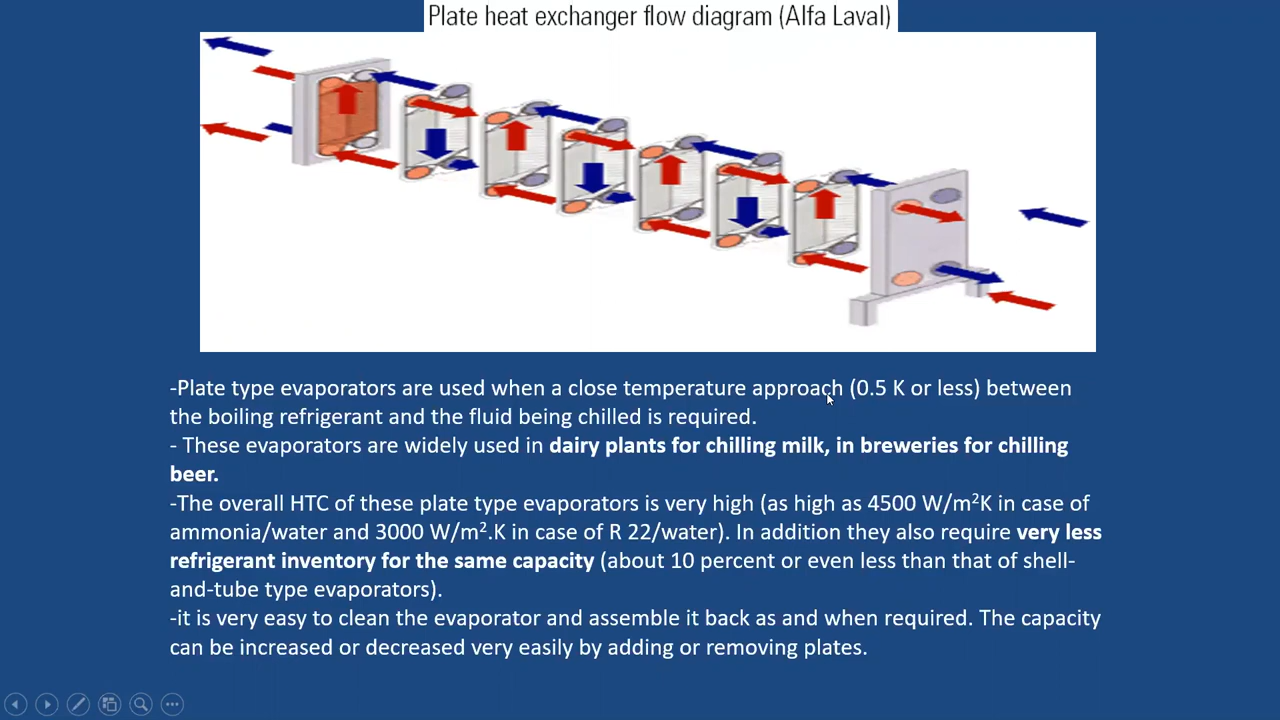 Plate heat exchanger flow diagram (Alfa Laval)
-Plate type evaporators are used when a close temperature approach (0.5 K or less) between
the boiling refrigerant and the fluid being chilled is required.
- These evaporators are widely used in dairy plants for chilling milk, in breweries for chilling
beer.
-The overall HTC of these plate type evaporators is very high (as high as 4500 W/m²K in case of
ammonia/water and 3000 W/m².K in case of R 22/water). In addition they also require very less
refrigerant inventory for the same capacity (about 10 percent or even less than that of shell-
and-tube type evaporators).
-it is very easy to clean the evaporator and assemble it back as and when required. The capacity
can be increased or decreased very easily by adding or removing plates.